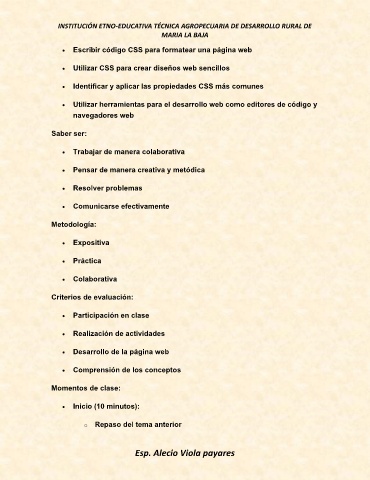 INSTITUCIÓN ETNO-EDUCATIVA TÉCNICA AGROPECUARIA DE DESARROLLO RURAL DE
MARIA LA BAJA
• Escribir código CSS para formatear una página web
• Utilizar CSS para crear diseños web sencillos
• Identificar y aplicar las propiedades CSS más comunes
• Utilizar herramientas para el desarrollo web como editores de código y
navegadores web
Saber ser:
• Trabajar de manera colaborativa
• Pensar de manera creativa y metódica
• Resolver problemas
• Comunicarse efectivamente
Metodología:
• Expositiva
• Práctica
• Colaborativa
Criterios de evaluación:
• Participación en clase
• Realización de actividades
• Desarrollo de la página web
• Comprensión de los conceptos
Momentos de clase:
• Inicio (10 minutos):
o Repaso del tema anterior
Esp. Alecio Viola payares